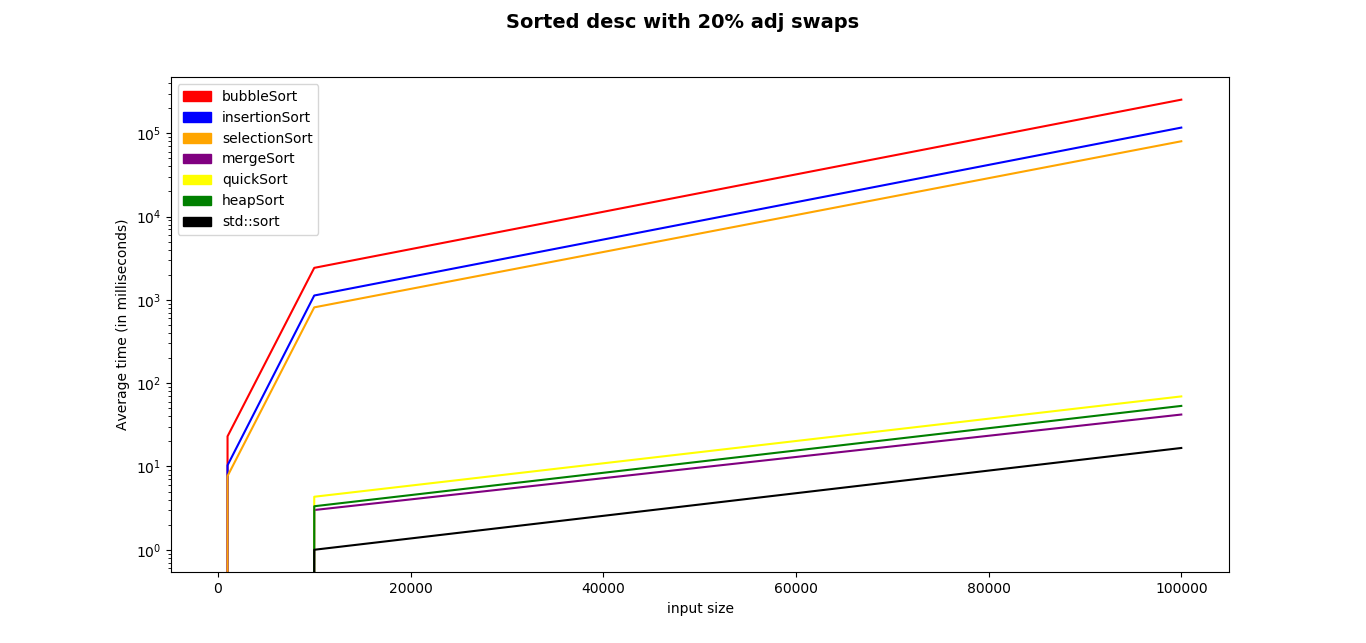 Sorted desc with 20% adj swaps
bubbleSort
insertionSort
selectionSort
mergeSort
quickSort
heapSort
std::sort
Average time (in milliseconds)
10⁵
10⁴
10³
10²
10¹
10⁰
0 20000 40000 60000 80000 100000
input size